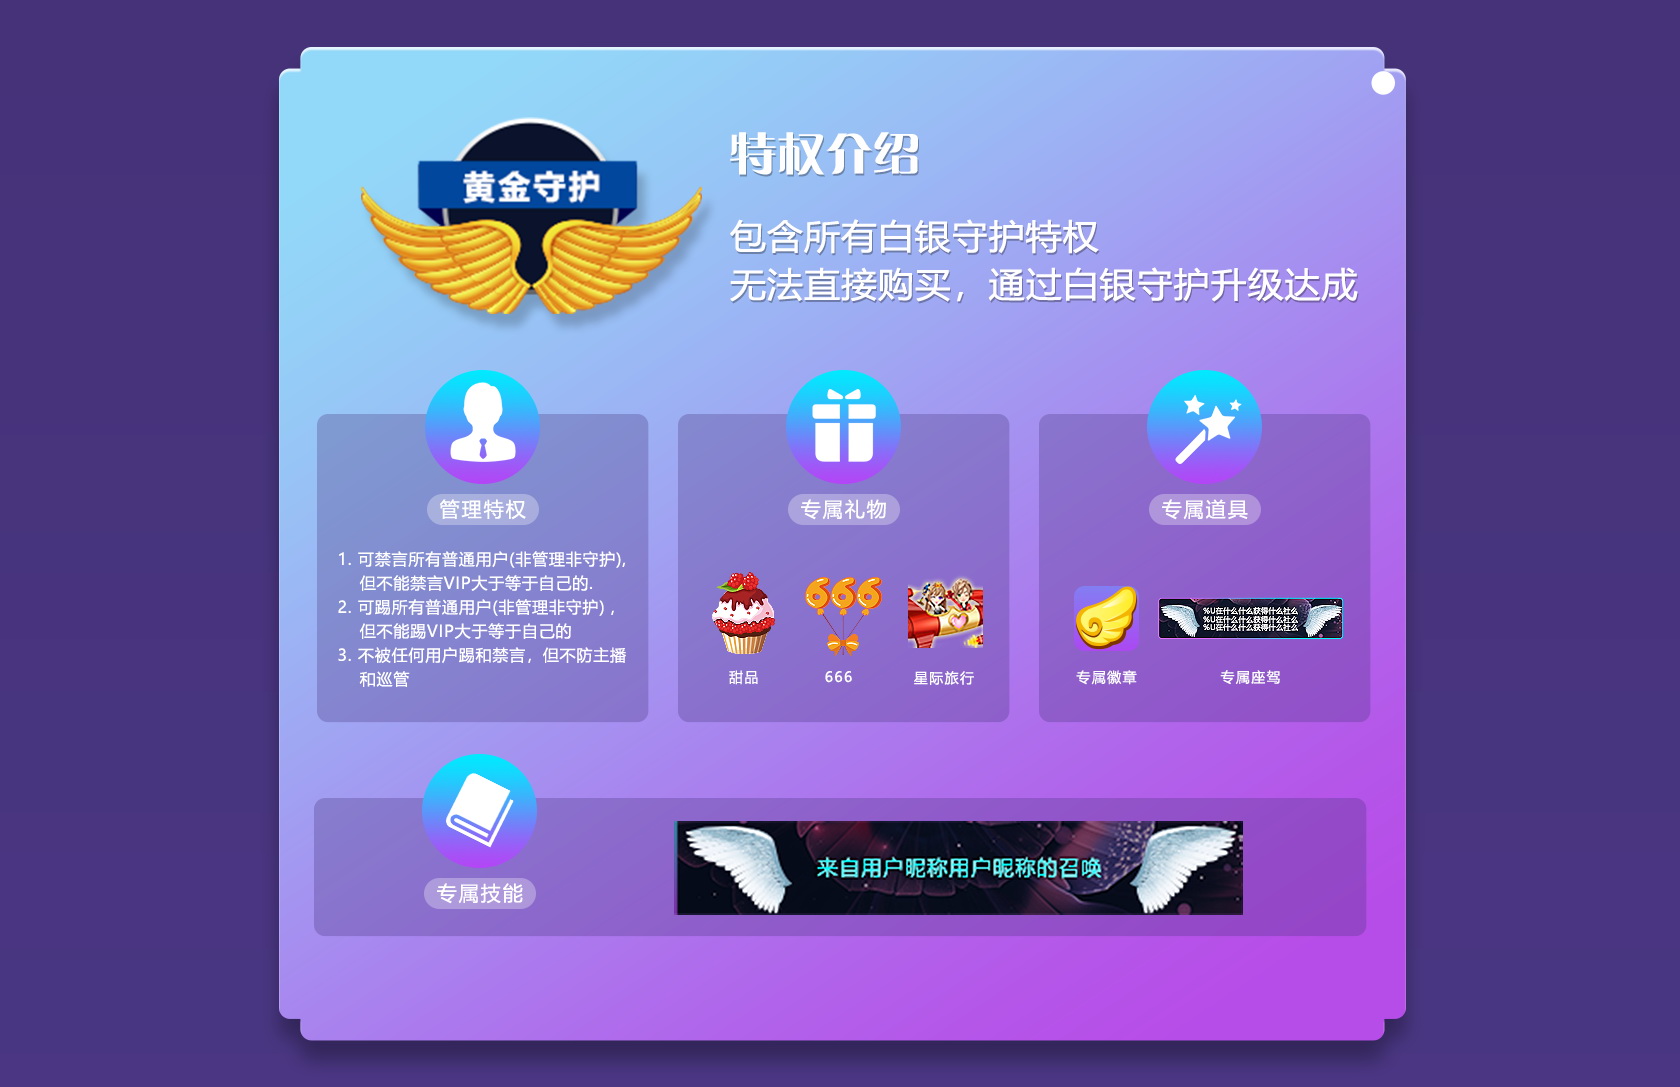 黄金守护
特权介绍
包含所有白银守护特权
无法直接购买，通过白银守护升级达成
管理特权
1. 可禁言所有普通用户(非管理非守护),
但不能禁言VIP大于等于自己的.
2. 可踢所有普通用户(非管理非守护) ,
但不能踢VIP大于等于自己的
3. 不被任何用户踢和禁言，但不防主播
和巡管
专属礼物
666
甜品
666
星际旅行
专属道具
%U在什么什么获得什么社么
%U在什么什么获得什么社么
%U在什么什么获得什么社么
专属徽章
专属座驾
专属技能
来自用户昵称用户昵称的召唤